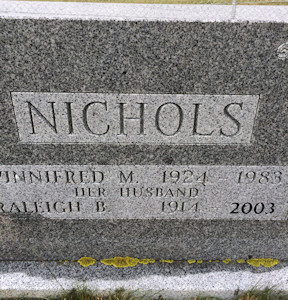 NICHOLS
WINNIFRED M. 1924 - 1983
HER HUSBAND
RALEIGH B. 1914 2003